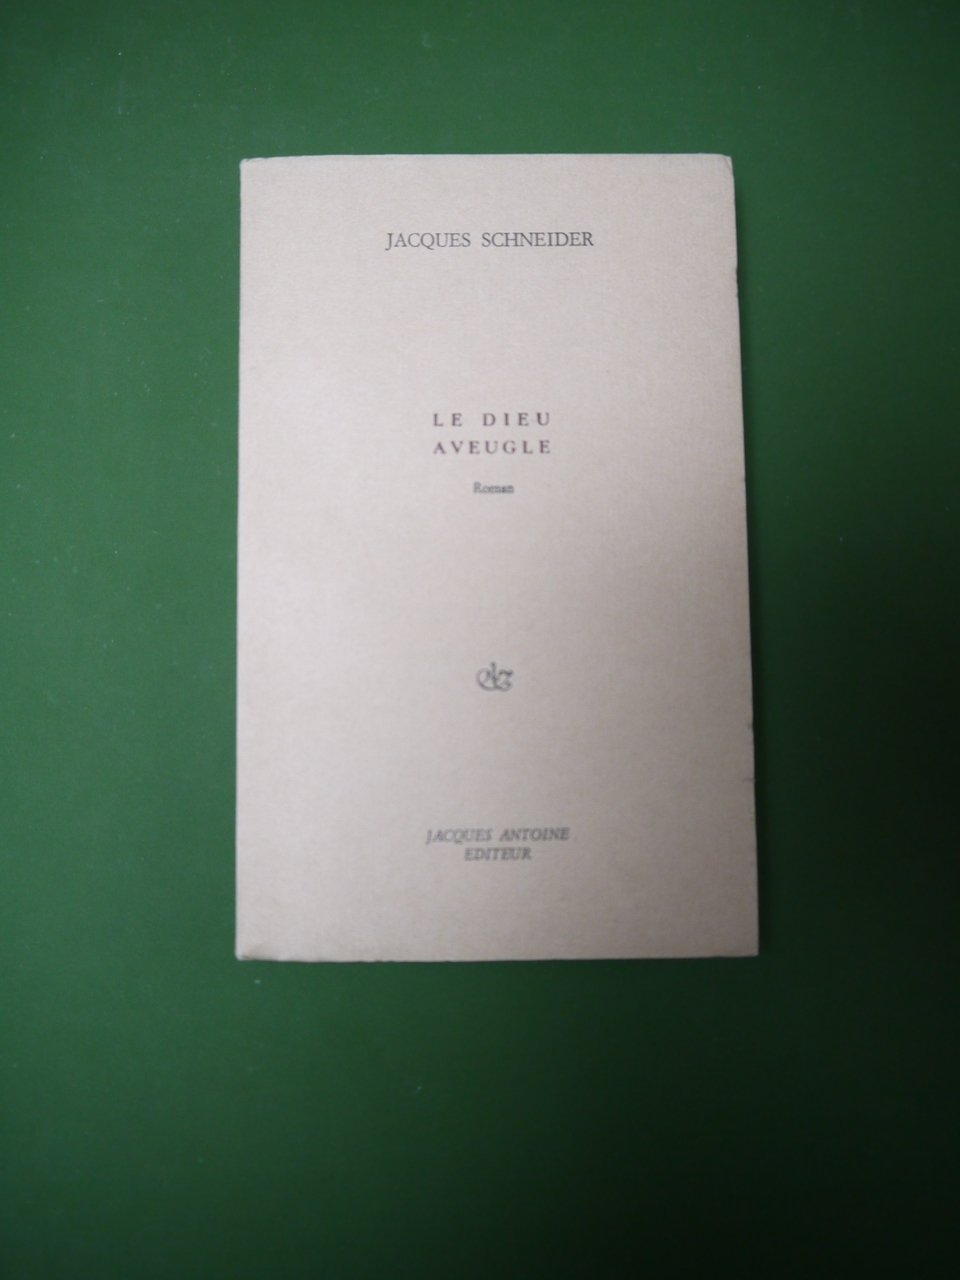 JACQUES SCHNEIDER
LE DIEU
AVEUGLE
Roman
JACQUES ANTOINE
EDITEUR